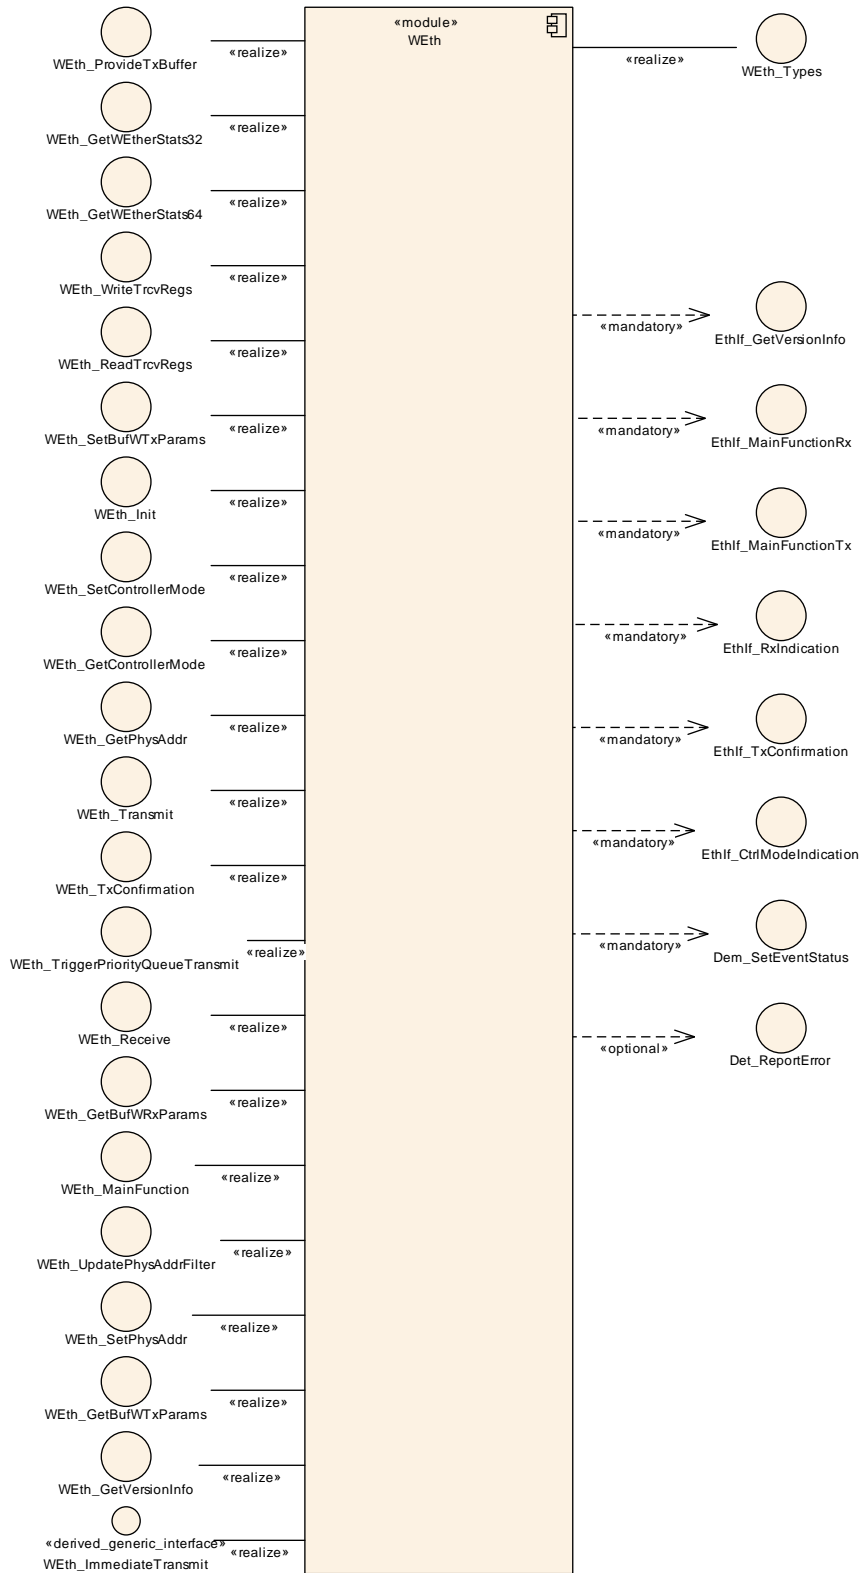 «module»
WEth
WEth_ProvideTxBuffer
«realize»
WEth_GetWEtherStats32
«realize»
WEth_GetWEtherStats64
«realize»
WEth_WriteTrcvRegs
«realize»
WEth_ReadTrcvRegs
«realize»
WEth_SetBufWTxParams
«realize»
WEth_Init
«realize»
WEth_SetControllerMode
«realize»
WEth_GetControllerMode
«realize»
WEth_GetPhysAddr
«realize»
WEth_Transmit
«realize»
WEth_TxConfirmation
«realize»
WEth_TriggerPriorityQueueTransmit
«realize»
WEth_Receive
«realize»
WEth_GetBufWRxParams
«realize»
WEth_MainFunction
«realize»
WEth_UpdatePhysAddrFilter
«realize»
WEth_SetPhysAddr
«realize»
WEth_GetBufWTxParams
«realize»
WEth_GetVersionInfo
«realize»
«derived_generic_interface»
WEth_ImmediateTransmit
«realize»
«realize»
WEth_Types
«mandatory»
EthIf_GetVersionInfo
«mandatory»
EthIf_MainFunctionRx
«mandatory»
EthIf_MainFunctionTx
«mandatory»
EthIf_RxIndication
«mandatory»
EthIf_TxConfirmation
«mandatory»
EthIf_CtrlModeIndication
«mandatory»
Dem_SetEventStatus
«optional»
Det_ReportError